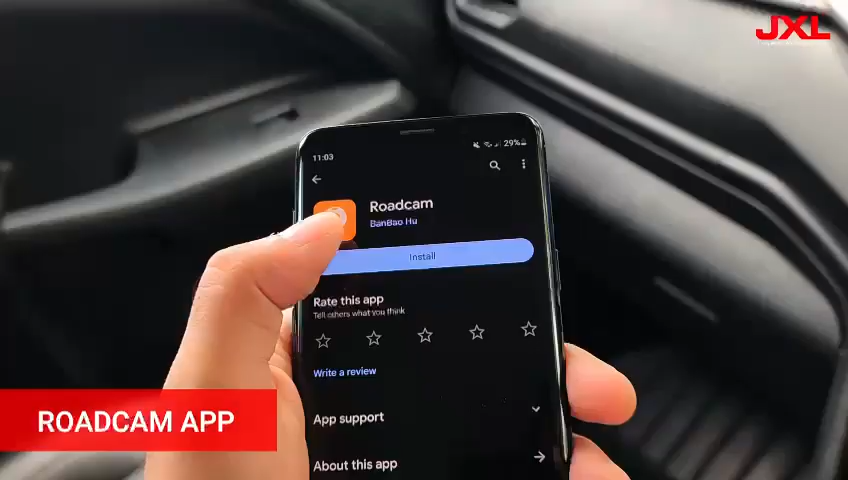 JXL
11:03
29%
Roadcam
BanBao Hu
Install
Rate this app
Tell others what you think
Write a review
App support
About this app
ROADCAM APP